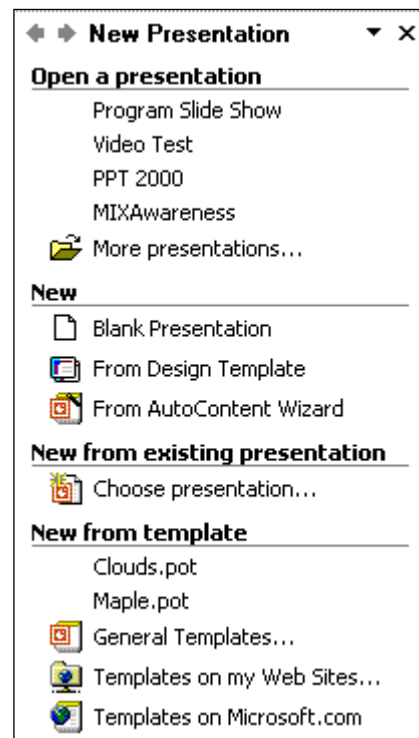 New Presentation
Open a presentation
Program Slide Show
Video Test
PPT 2000
MIXAwareness
More presentations...
New
Blank Presentation
From Design Template
From AutoContent Wizard
New from existing presentation
Choose presentation...
New from template
Clouds.pot
Maple.pot
General Templates...
Templates on my Web Sites...
Templates on Microsoft.com